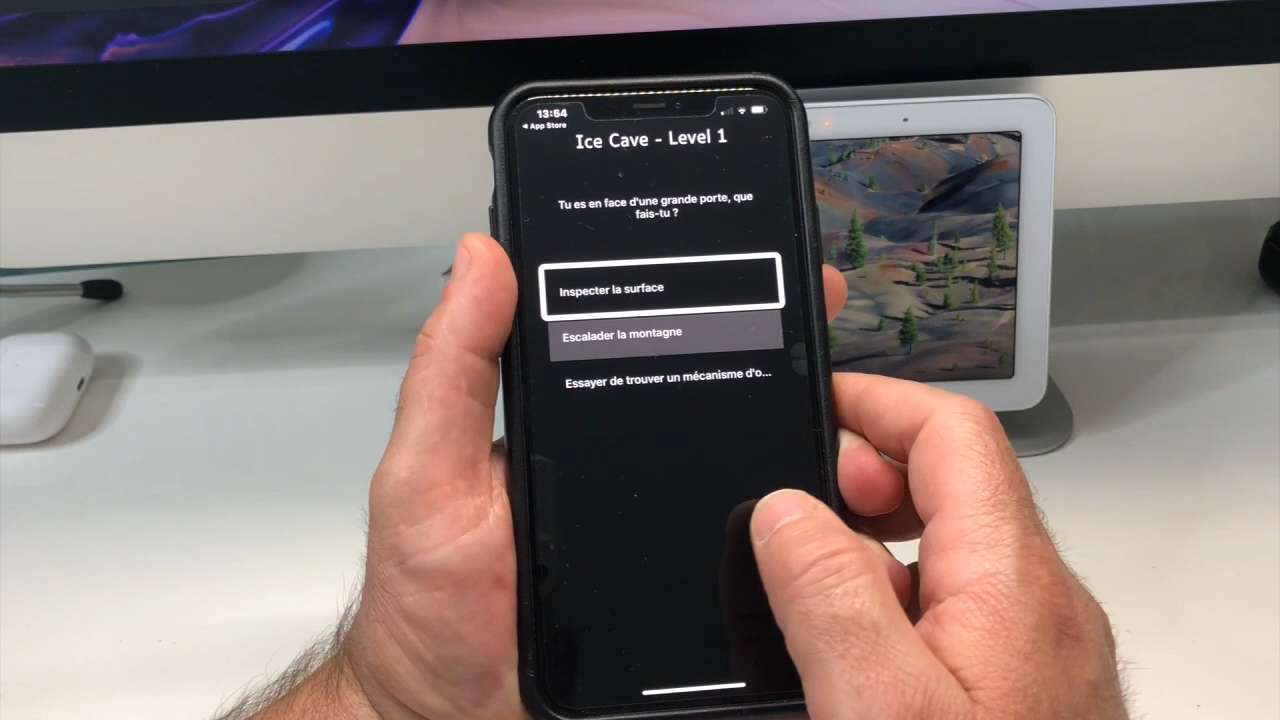 13:54
◀ App Store
Ice Cave - Level 1
Tu es en face d'une grande porte, que
fais-tu ?
Inspecter la surface
Escalader la montagne
Essayer de trouver un mécanisme d'o...